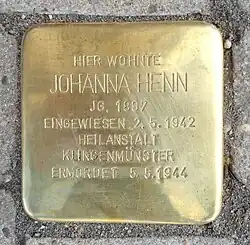 HIER WOHNTE
JOHANNA HENN
JG. 1897
EINGEWIESEN 2.5.1942
HEILANSTALT
KLINGENMÜNSTER
ERMORDET 5.5.1944